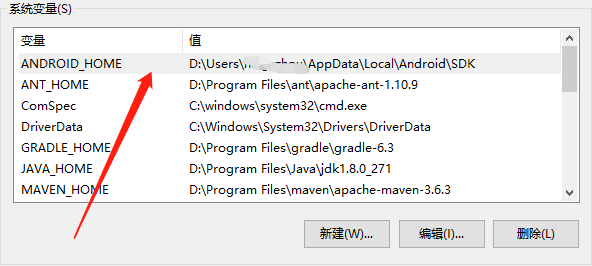 系统变量(S)
变量 值
ANDROID_HOME D:\Users\ \AppData\Local\Android\SDK
ANT_HOME D:\Program Files\ant\apache-ant-1.10.9
ComSpec C:\windows\system32\cmd.exe
DriverData C:\Windows\System32\Drivers\DriverData
GRADLE_HOME D:\Program Files\gradle\gradle-6.3
JAVA_HOME D:\Program Files\Java\jdk1.8.0_271
MAVEN_HOME D:\Program Files\maven\apache-maven-3.6.3
新建(W)... 编辑(I)... 删除(L)